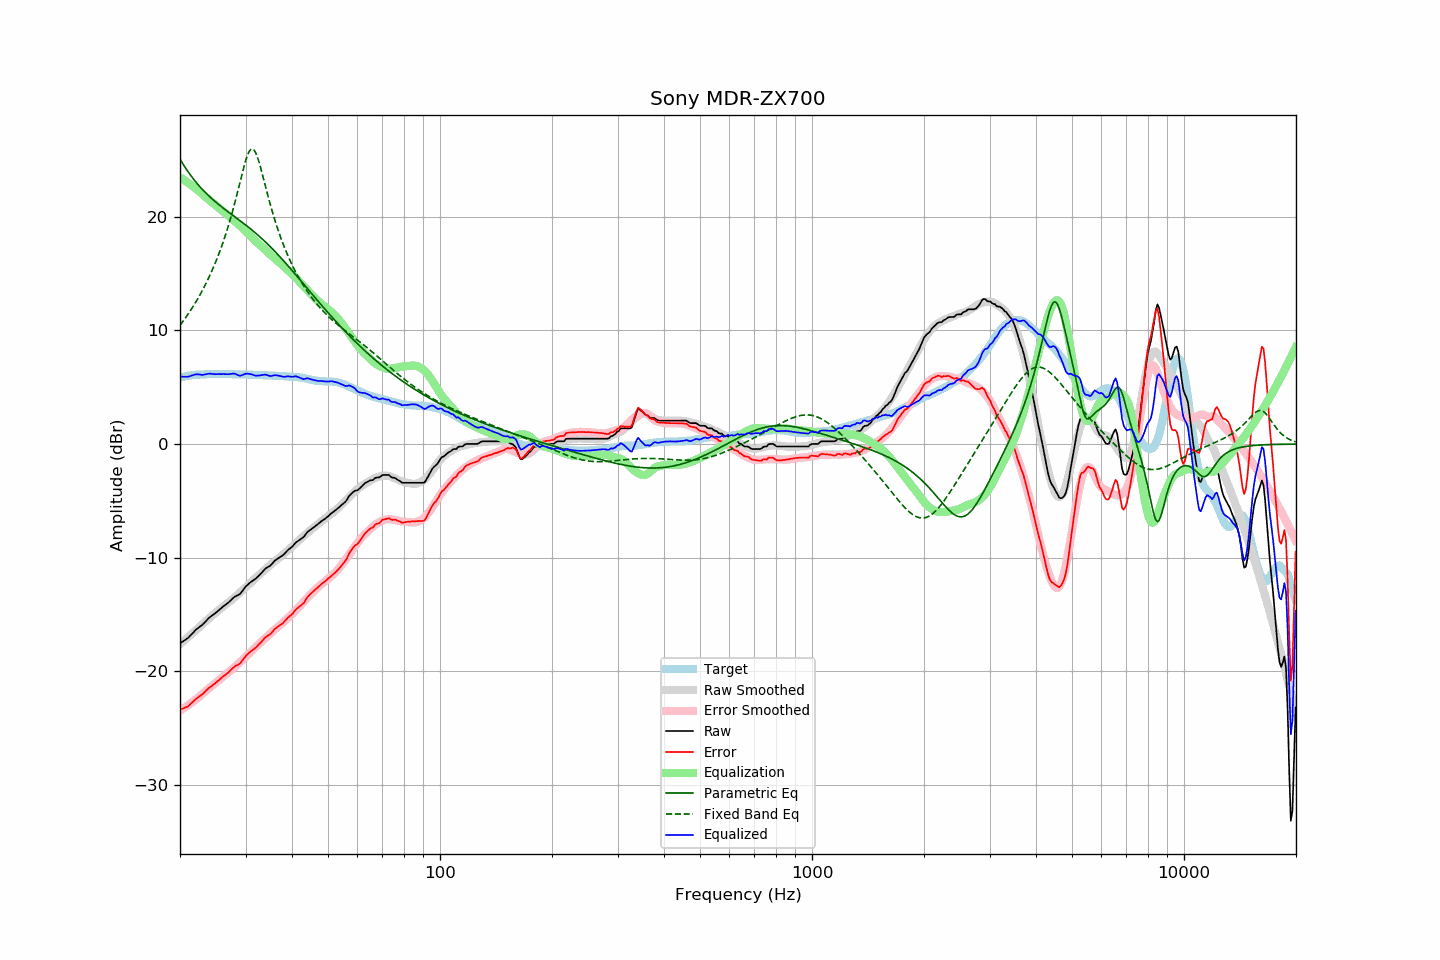 Sony MDR-ZX700
Amplitude (dBr)
20
10
0
−10
−20
−30
Target
Raw Smoothed
Error Smoothed
Raw
Error
Equalization
Parametric Eq
Fixed Band Eq
Equalized
100
1000
10000
Frequency (Hz)